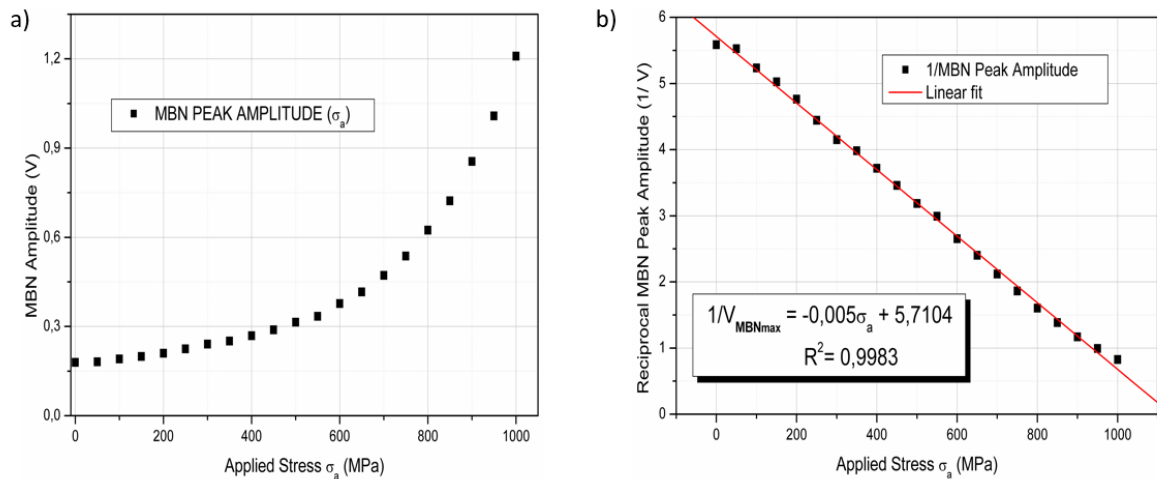 a)
MBN Amplitude (V)
1,2
0,9
0,6
0,3
0,0
MBN PEAK AMPLITUDE (σa)
0 200 400 600 800 1000
Applied Stress σa (MPa)
b)
Reciprocal MBN Peak Amplitude (1/ V)
6
5
4
3
2
1
0
1/MBN Peak Amplitude
Linear fit
1/VMBNmax = -0,005σa + 5,7104
R²= 0,9983
0 200 400 600 800 1000
Applied Stress σa (MPa)